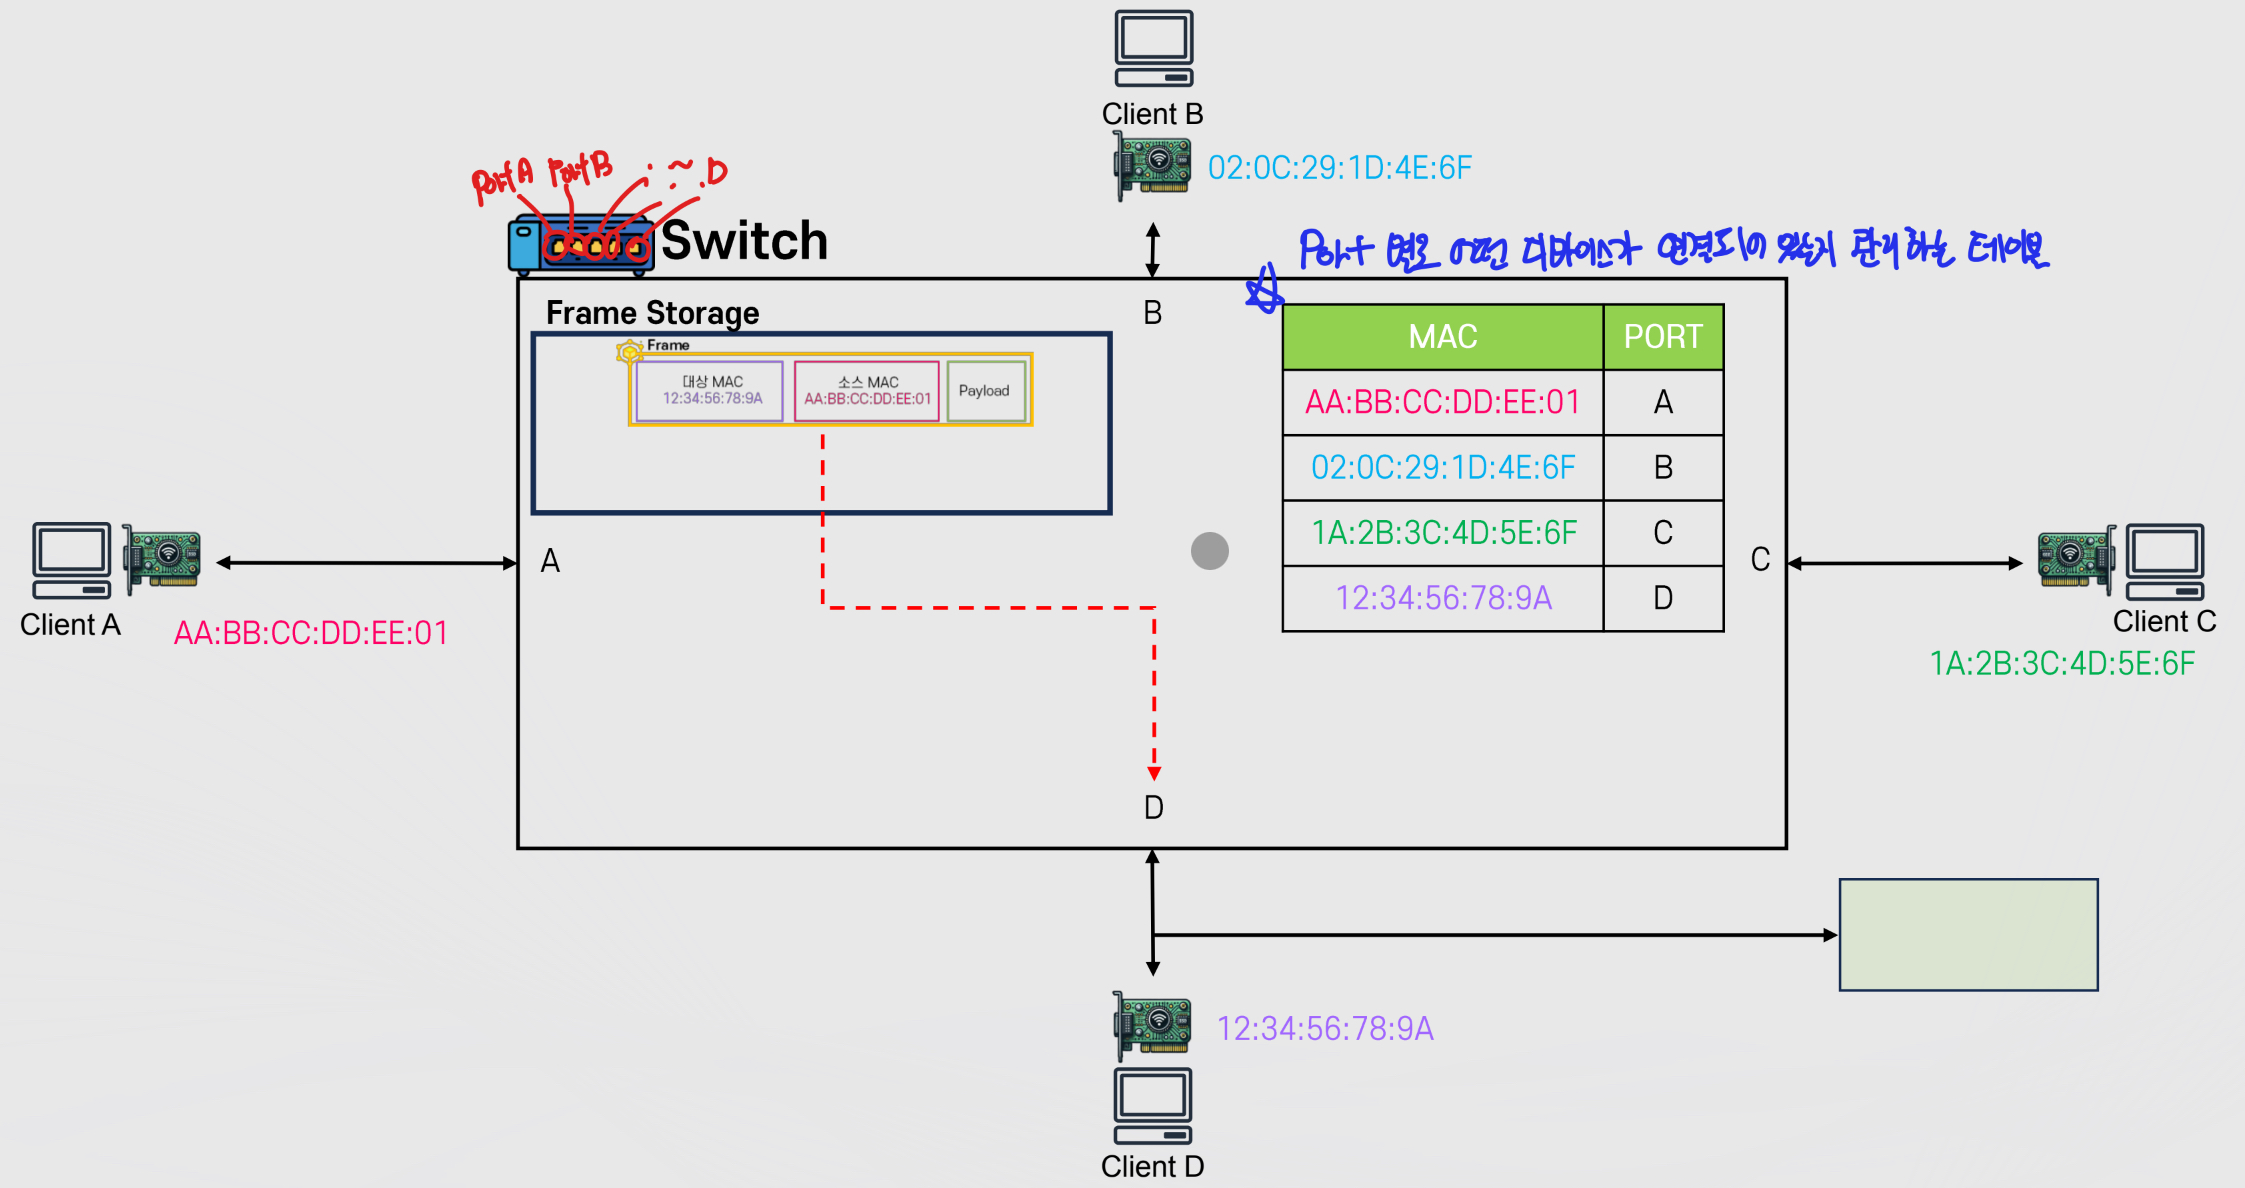 Client B
02:0C:29:1D:4E:6F
Port A Port B : ~ . . D
Switch
Port 별로 어떤 디바이스가 연결되어 있는지 관리하는 테이블
Frame Storage
B
Frame
대상 MAC
12:34:56:78:9A
소스 MAC
AA:BB:CC:DD:EE:01
Payload
MAC PORT
AA:BB:CC:DD:EE:01 A
02:0C:29:1D:4E:6F B
1A:2B:3C:4D:5E:6F C
12:34:56:78:9A D
A
C
Client A
AA:BB:CC:DD:EE:01
Client C
1A:2B:3C:4D:5E:6F
D
12:34:56:78:9A
Client D